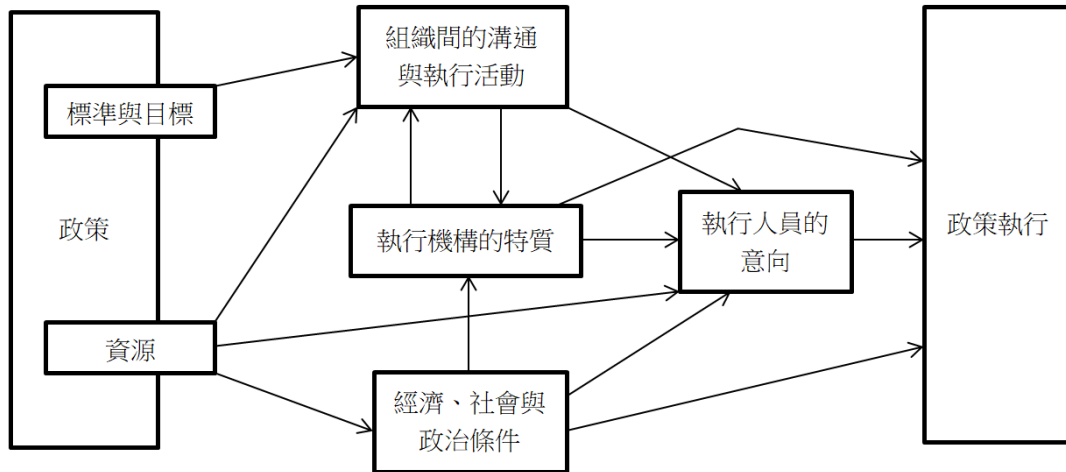 組織間的溝通
與執行活動
標準與目標
政策
執行機構的特質
執行人員的
意向
政策執行
資源
經濟、社會與
政治條件